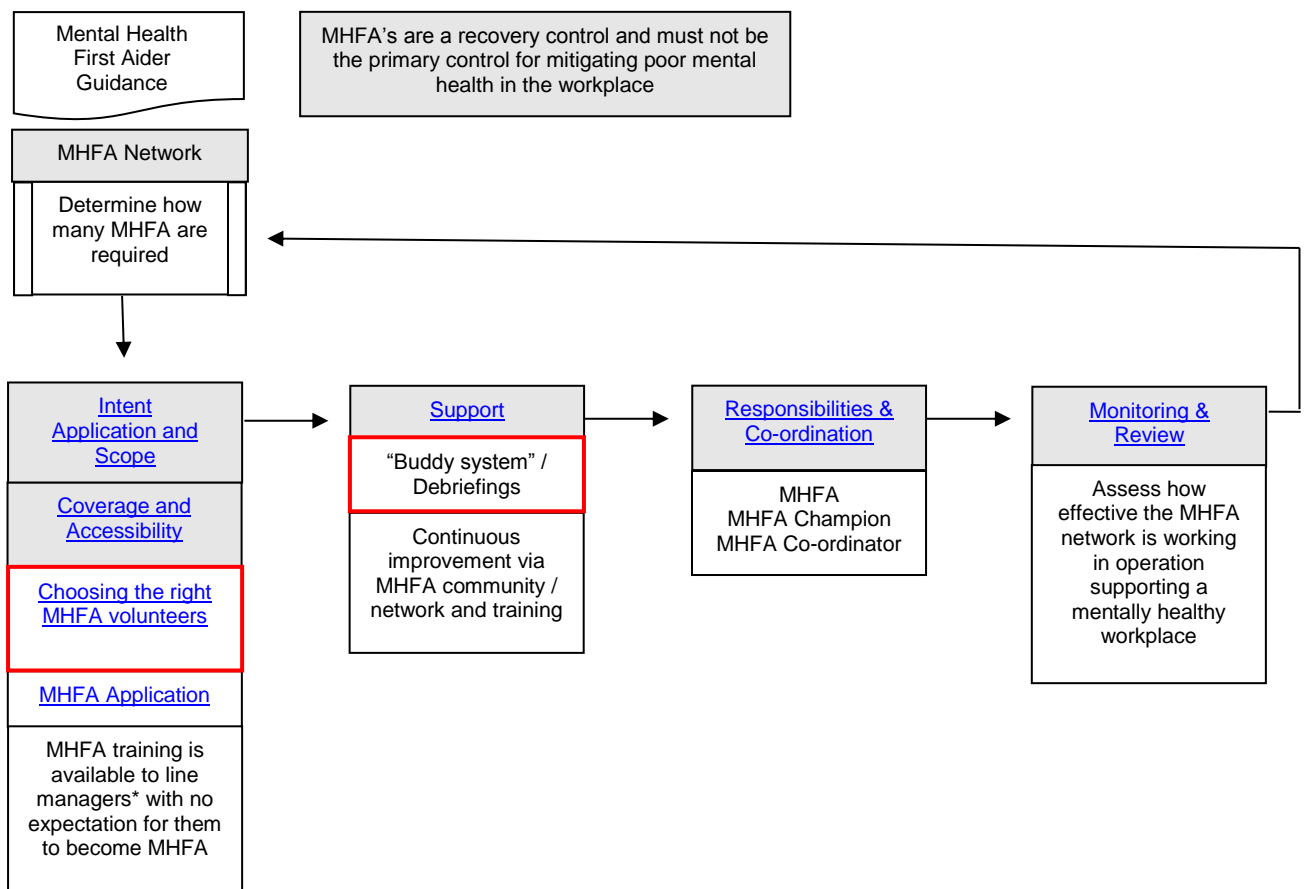 Mental Health
First Aider
Guidance
MHFA's are a recovery control and must not be
the primary control for mitigating poor mental
health in the workplace
MHFA Network
Determine how
many MHFA are
required
Intent
Application and
Scope
Coverage and
Accessibility
Choosing the right
MHFA volunteers
MHFA Application
MHFA training is
available to line
managers* with no
expectation for them
to become MHFA
Support
“Buddy system” /
Debriefings
Continuous
improvement via
MHFA community /
network and training
Responsibilities &
Co-ordination
MHFA
MHFA Champion
MHFA Co-ordinator
Monitoring &
Review
Assess how
effective the MHFA
network is working
in operation
supporting a
mentally healthy
workplace